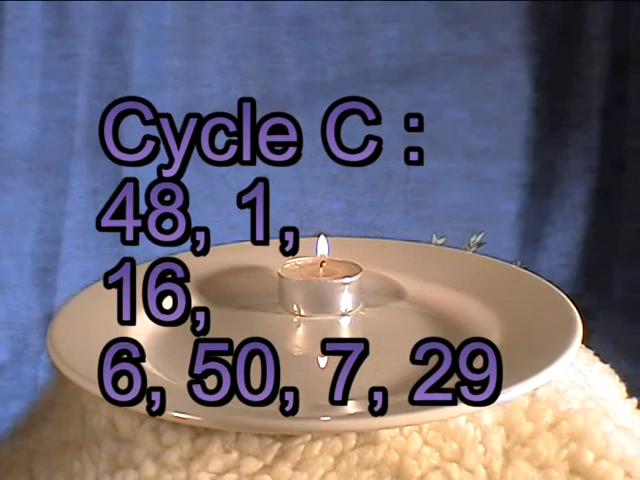 Cycle C :
48, 1,
16,
6, 50, 7, 29